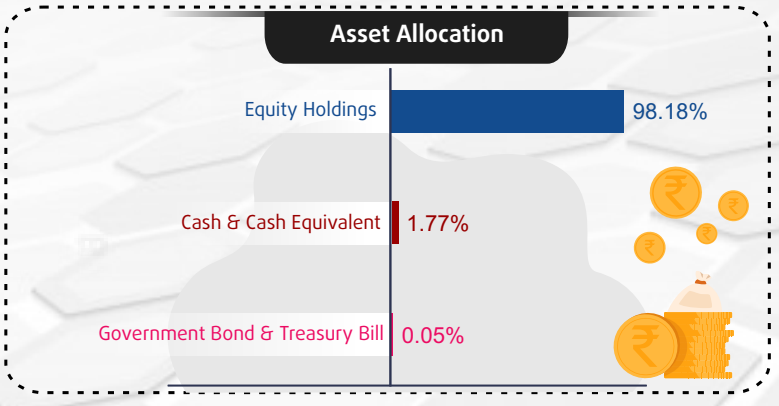 Asset Allocation
Equity Holdings 98.18%
Cash & Cash Equivalent 1.77%
Government Bond & Treasury Bill 0.05%
₹
₹
₹
₹
₹